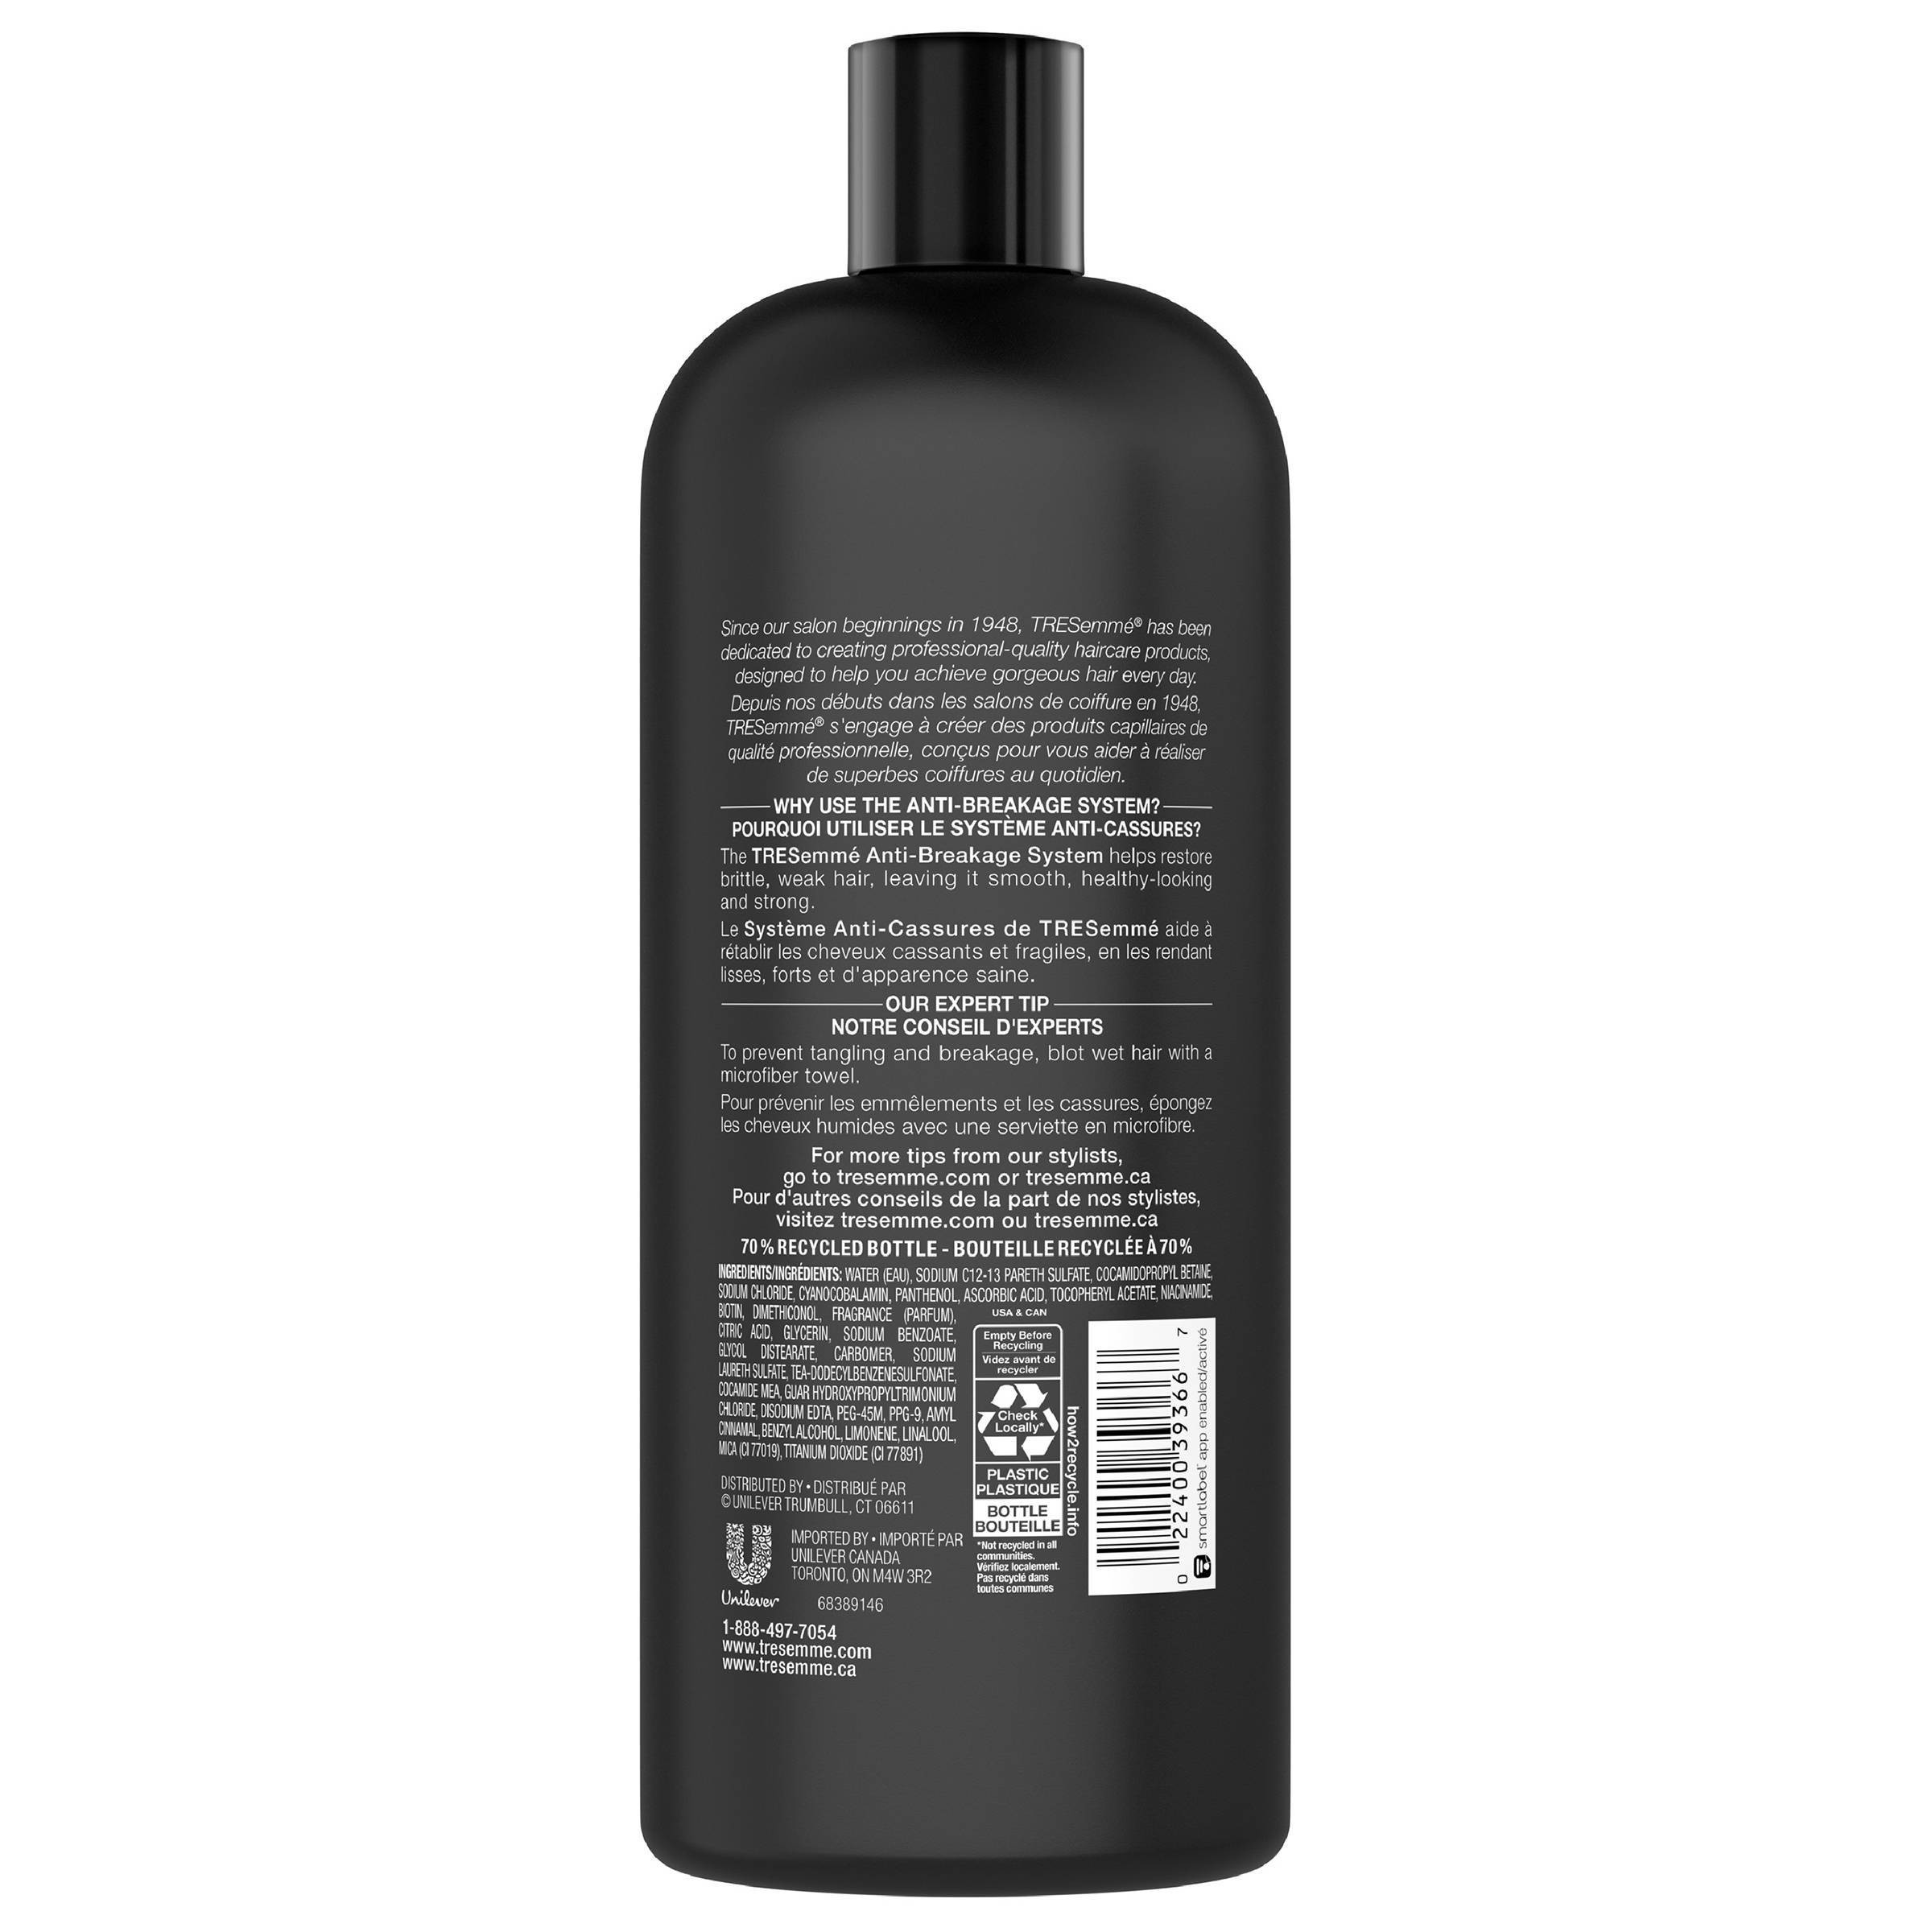 Since our salon beginnings in 1948, TRESemmé® has been
dedicated to creating professional-quality haircare products,
designed to help you achieve gorgeous hair every day.
Depuis nos débuts dans les salons de coiffure en 1948,
TRESemmé® s'engage à créer des produits capillaires de
qualité professionnelle, conçus pour vous aider à réaliser
de superbes coiffures au quotidien.
WHY USE THE ANTI-BREAKAGE SYSTEM?
POURQUOI UTILISER LE SYSTÈME ANTI-CASSURES?
The TRESemmé Anti-Breakage System helps restore
brittle, weak hair, leaving it smooth, healthy-looking
and strong.
Le Système Anti-Cassures de TRESemmé aide à
rétablir les cheveux cassants et fragiles, en les rendant
lisses, forts et d'apparence saine.
OUR EXPERT TIP
NOTRE CONSEIL D'EXPERTS
To prevent tangling and breakage, blot wet hair with a
microfiber towel.
Pour prévenir les emmêlements et les cassures, épongez
les cheveux humides avec une serviette en microfibre.
For more tips from our stylists,
go to tresemme.com or tresemme.ca
Pour d'autres conseils de la part de nos stylistes,
visitez tresemme.com ou tresemme.ca
70% RECYCLED BOTTLE - BOUTEILLE RECYCLÉE À 70%
INGREDIENTS/INGRÉDIENTS: WATER (EAU), SODIUM C12-13 PARETH SULFATE, COCAMIDOPROPYL BETAINE,
SODIUM CHLORIDE, CYANOCOBALAMIN, PANTHENOL, ASCORBIC ACID, TOCOPHERYL ACETATE, NIACINAMIDE,
BIOTIN, DIMETHICONOL, FRAGRANCE (PARFUM),
CITRIC ACID, GLYCERIN, SODIUM BENZOATE,
GLYCOL DISTEARATE, CARBOMER, SODIUM
LAURETH SULFATE, TEA-DODECYLBENZENESULFONATE,
COCAMIDE MEA, GUAR HYDROXYPROPYLTRIMONIUM
CHLORIDE, DISODIUM EDTA, PEG-45M, PPG-9, AMYL
CINNAMAL, BENZYL ALCOHOL, LIMONENE, LINALOOL,
MICA (CI 77019), TITANIUM DIOXIDE (CI 77891)
DISTRIBUTED BY • DISTRIBUÉ PAR
© UNILEVER TRUMBULL, CT 06611
IMPORTED BY • IMPORTÉ PAR
UNILEVER CANADA
TORONTO, ON M4W 3R2
Unilever
68389146
1-888-497-7054
www.tresemme.com
www.tresemme.ca
USA & CAN
Empty Before
Recycling
Videz avant de
recycler
Check
Locally*
PLASTIC
PLASTIQUE
BOTTLE
BOUTEILLE
*Not recycled in all
communities.
Vérifiez localement.
Pas recyclé dans
toutes communes
how2recycle.info
0 22400 39366 7
smartlabel app enabled/activé